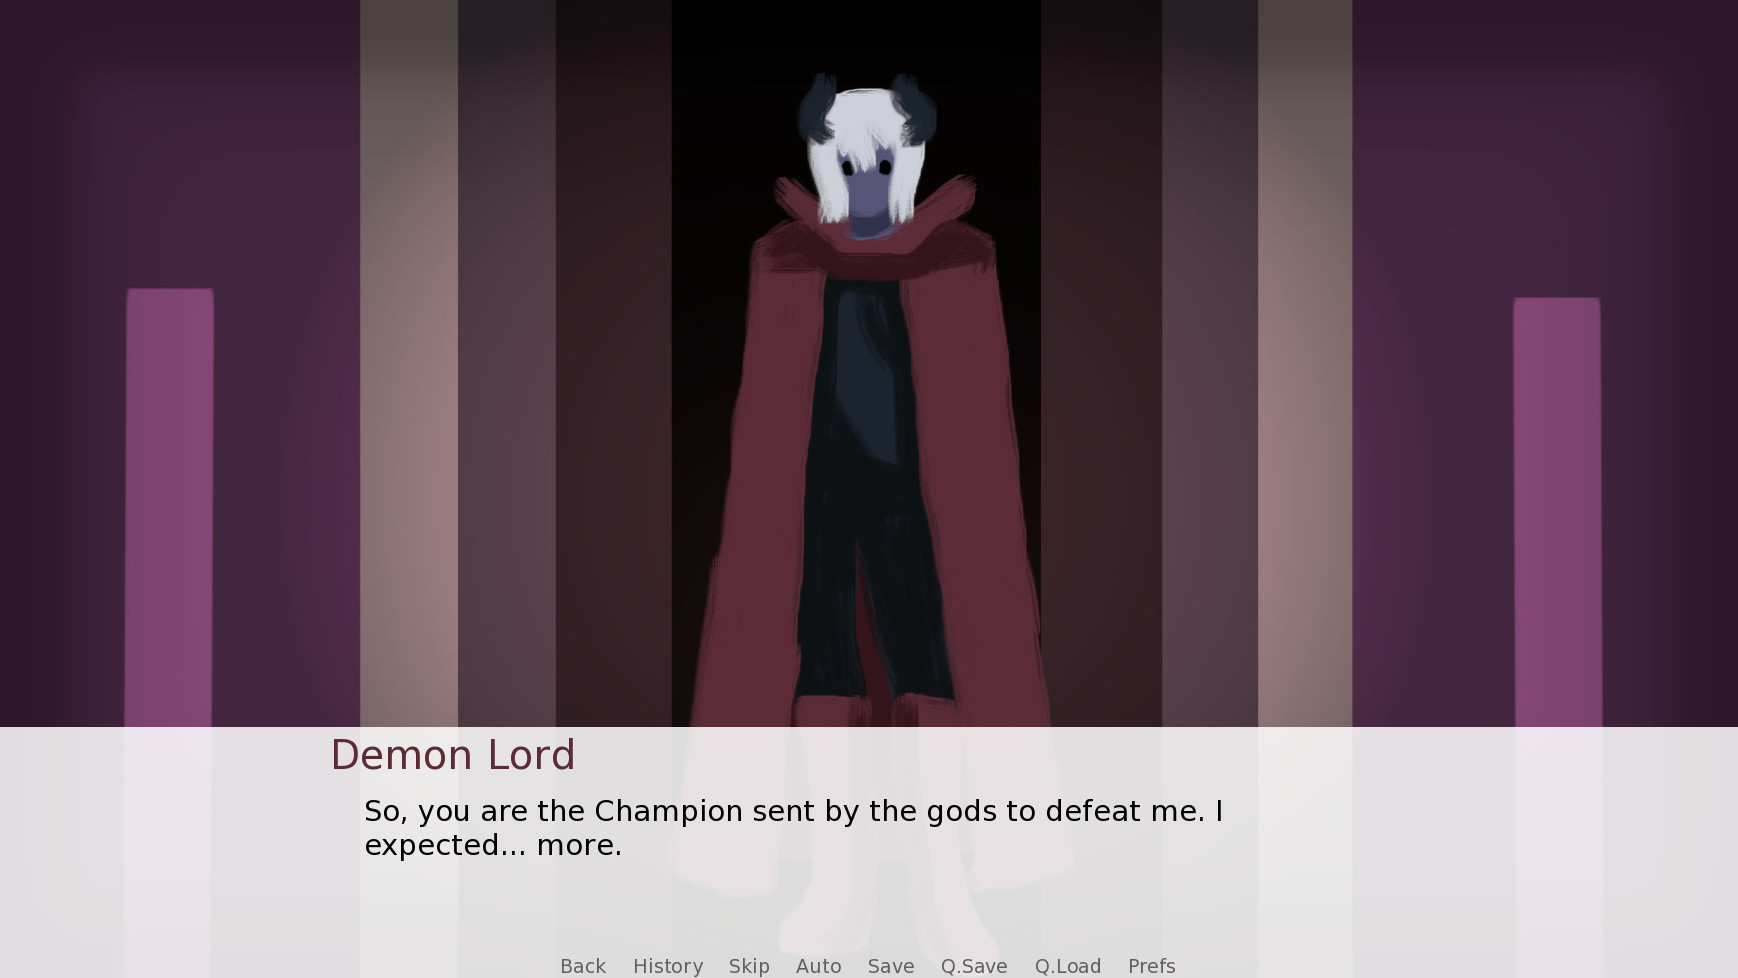 Demon Lord
So, you are the Champion sent by the gods to defeat me. I
expected... more.
Back History Skip Auto Save Q.Save Q.Load Prefs